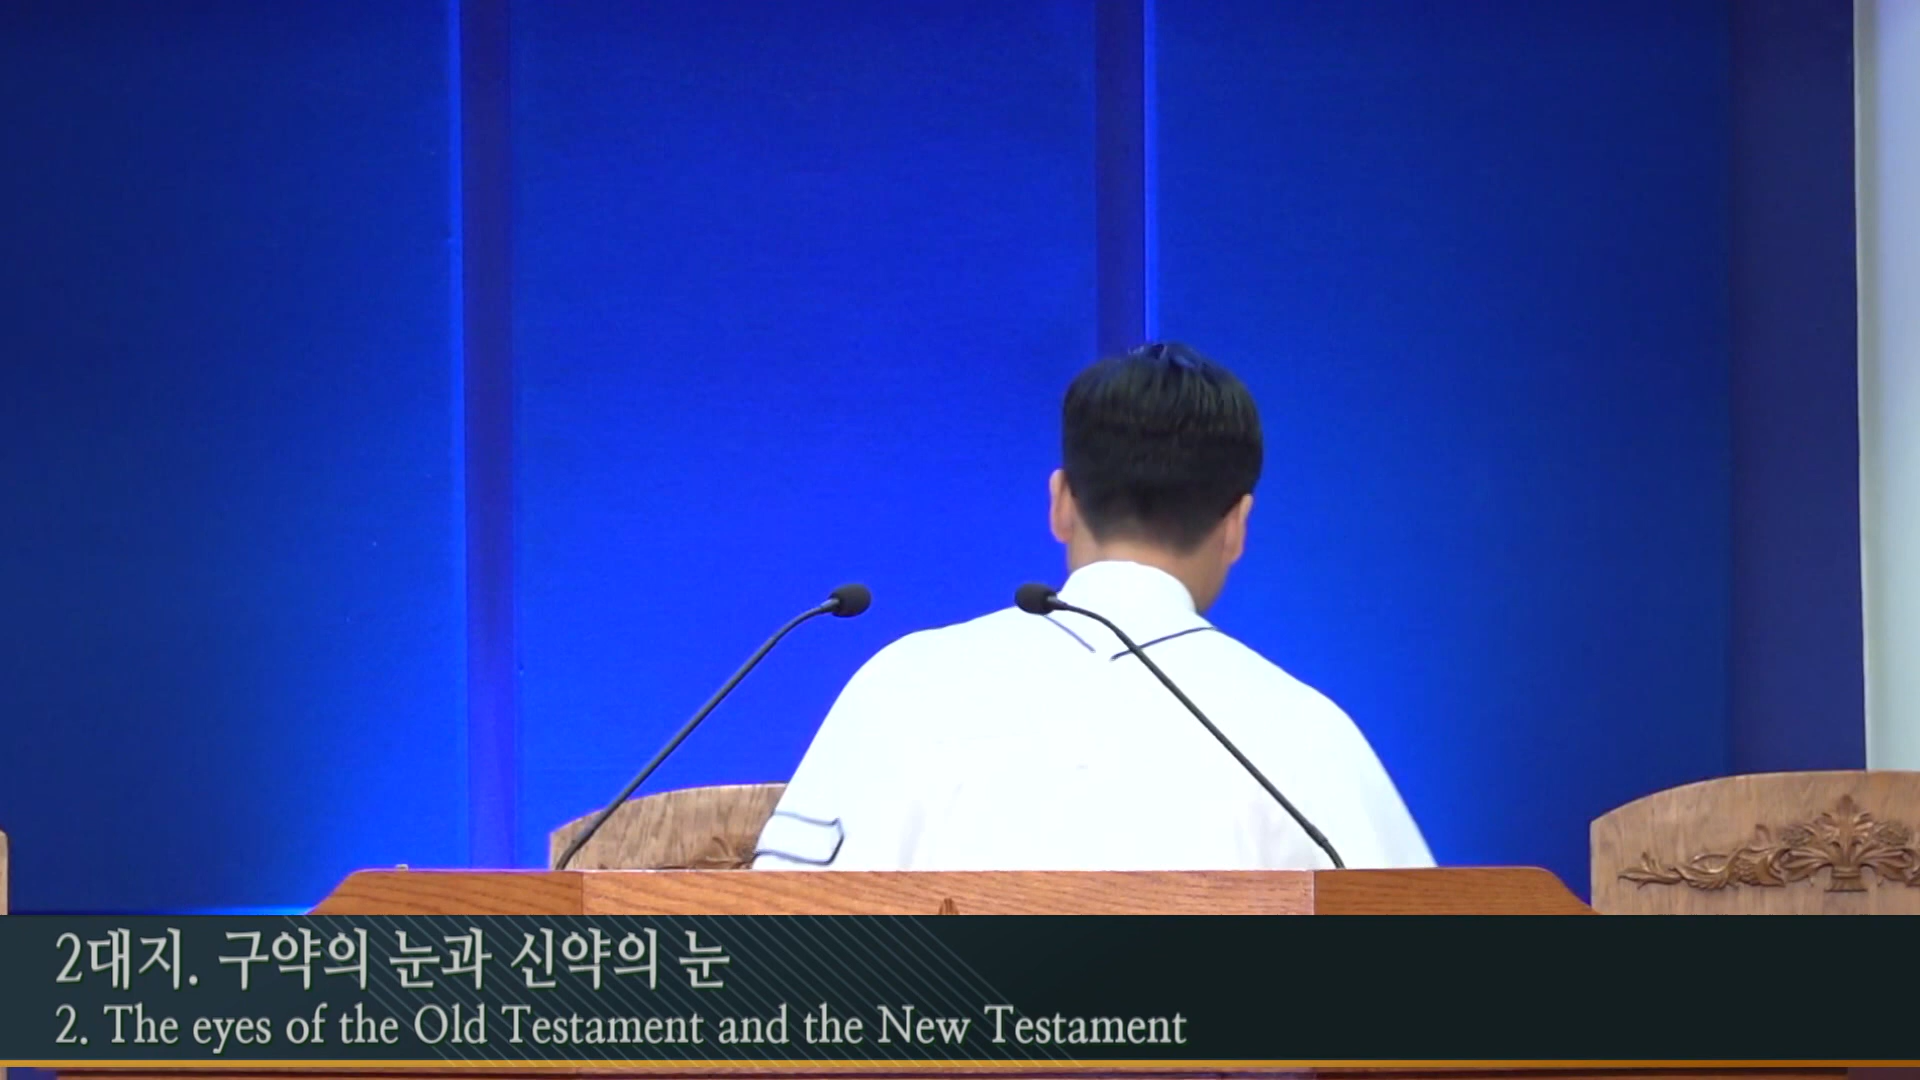 2대지. 구약의 눈과 신약의 눈
2. The eyes of the Old Testament and the New Testament